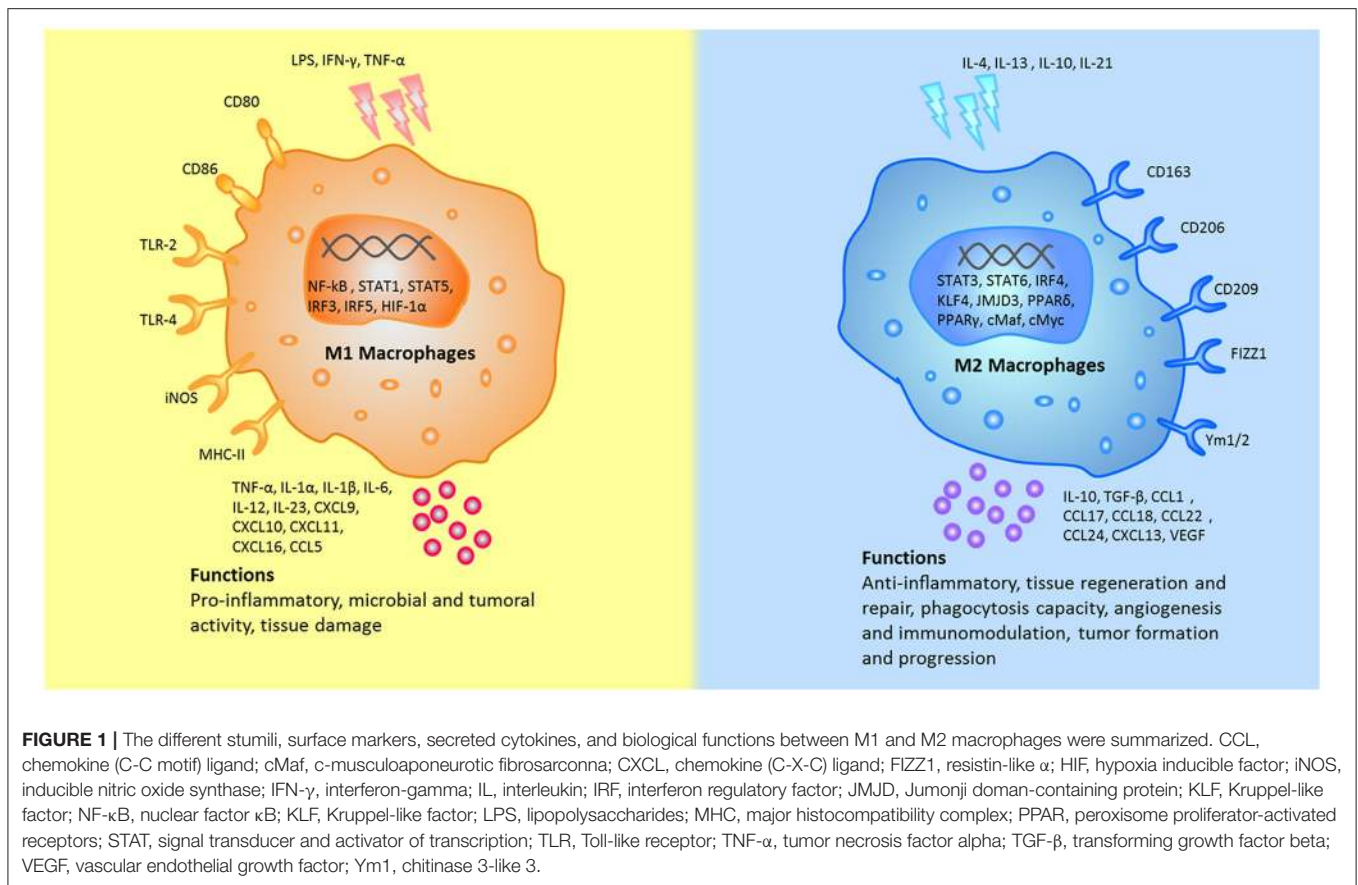 LPS, IFN-γ, TNF-α
CD80
CD86
TLR-2
TLR-4
iNOS
MHC-II
NF-kB , STAT1, STAT5,
IRF3, IRF5, HIF-1α
M1 Macrophages
TNF-α, IL-1α, IL-1β, IL-6,
IL-12, IL-23, CXCL9,
CXCL10, CXCL11,
CXCL16, CCL5
Functions
Pro-inflammatory, microbial and tumoral
activity, tissue damage
IL-4, IL-13 , IL-10, IL-21
CD163
CD206
CD209
FIZZ1
Ym1/2
STAT3, STAT6, IRF4,
KLF4, JMJD3, PPARδ,
PPARγ, cMaf, cMyc
M2 Macrophages
IL-10, TGF-β, CCL1 ,
CCL17, CCL18, CCL22 ,
CCL24, CXCL13, VEGF
Functions
Anti-inflammatory, tissue regeneration and
repair, phagocytosis capacity, angiogenesis
and immunomodulation, tumor formation
and progression
FIGURE 1 | The different stumili, surface markers, secreted cytokines, and biological functions between M1 and M2 macrophages were summarized. CCL,
chemokine (C-C motif) ligand; cMaf, c-musculoaponeurotic fibrosarconna; CXCL, chemokine (C-X-C) ligand; FIZZ1, resistin-like α; HIF, hypoxia inducible factor; iNOS,
inducible nitric oxide synthase; IFN-γ, interferon-gamma; IL, interleukin; IRF, interferon regulatory factor; JMJD, Jumonji doman-containing protein; KLF, Kruppel-like
factor; NF-κB, nuclear factor κB; KLF, Kruppel-like factor; LPS, lipopolysaccharides; MHC, major histocompatibility complex; PPAR, peroxisome proliferator-activated
receptors; STAT, signal transducer and activator of transcription; TLR, Toll-like receptor; TNF-α, tumor necrosis factor alpha; TGF-β, transforming growth factor beta;
VEGF, vascular endothelial growth factor; Ym1, chitinase 3-like 3.